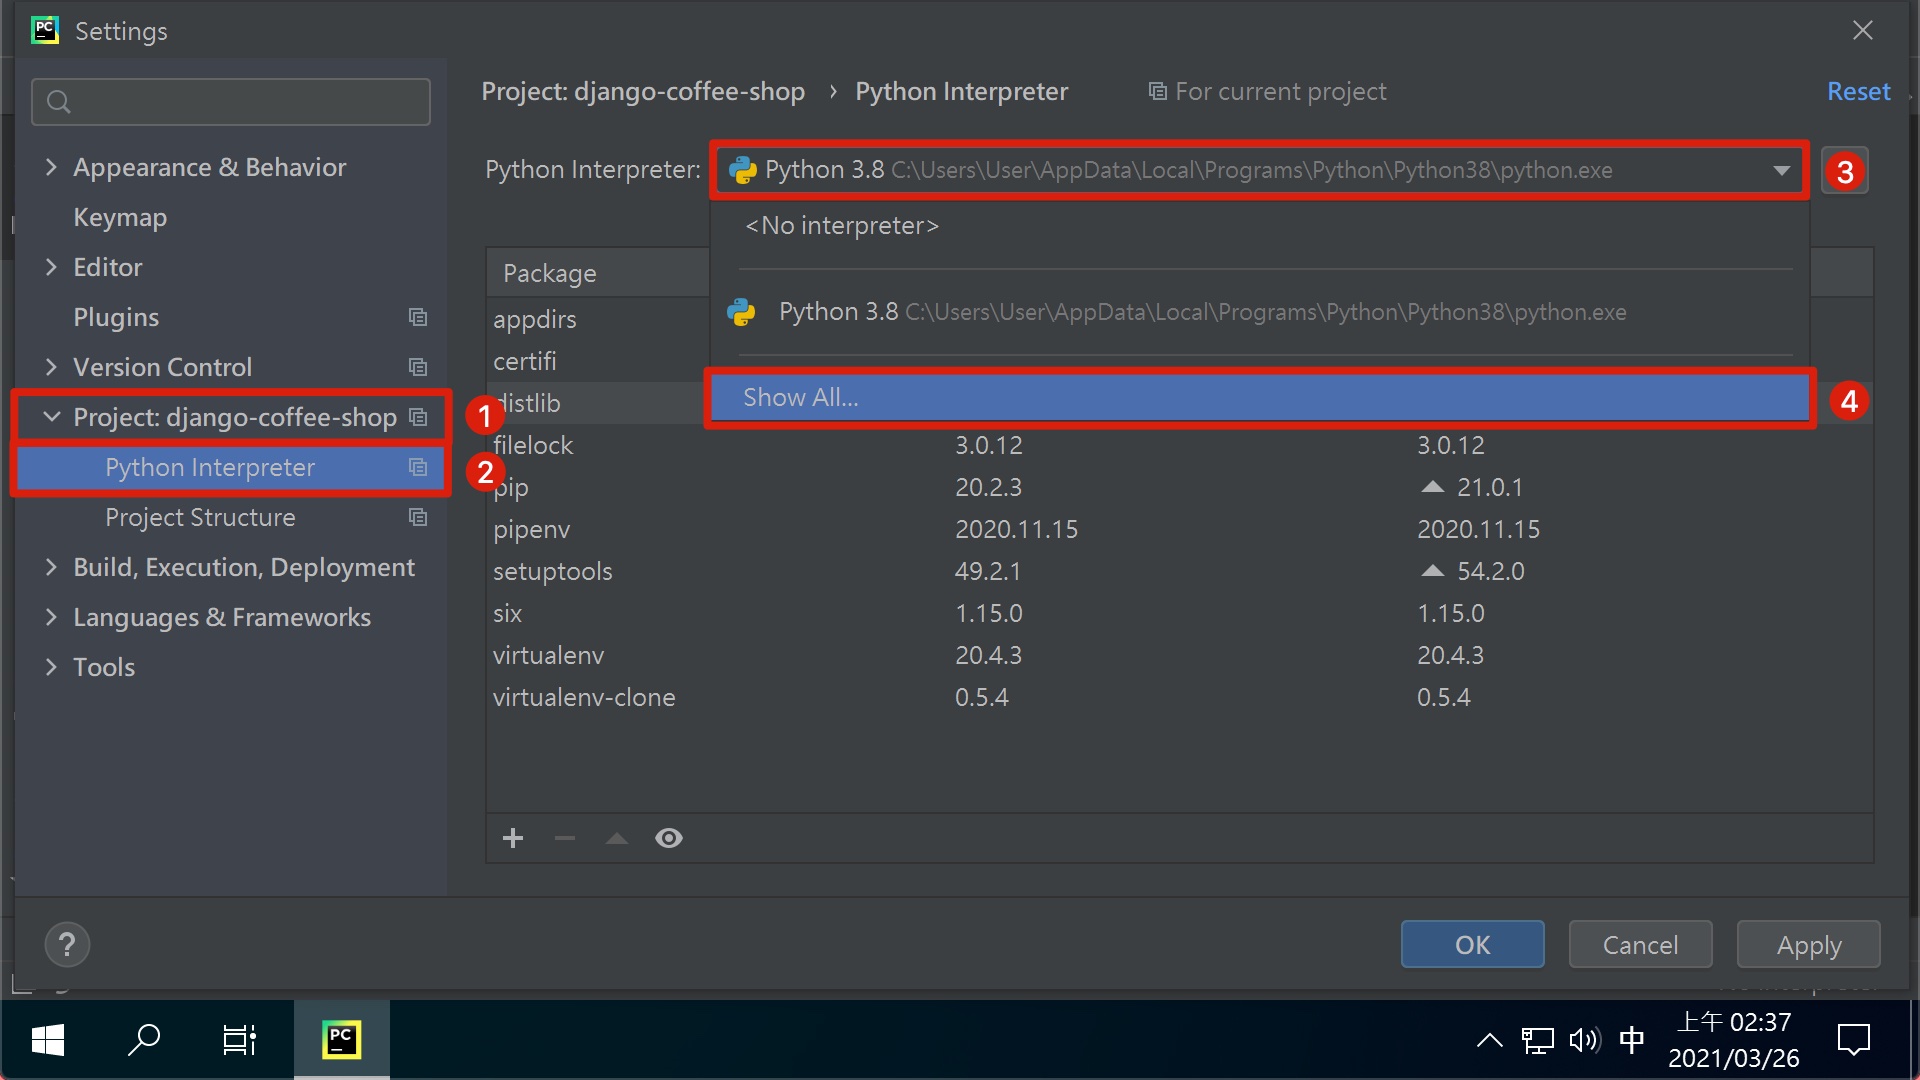 Settings
Project: django-coffee-shop › Python Interpreter
For current project
Reset
Appearance & Behavior
Keymap
Editor
Plugins
Version Control
Project: django-coffee-shop
1
Python Interpreter
2
Project Structure
Build, Execution, Deployment
Languages & Frameworks
Tools
Python Interpreter:
Python 3.8 C:\Users\User\AppData\Local\Programs\Python\Python38\python.exe
3
<No interpreter>
Python 3.8 C:\Users\User\AppData\Local\Programs\Python\Python38\python.exe
Show All...
4
Package
appdirs
certifi
distlib
filelock 3.0.12 3.0.12
pip 20.2.3 21.0.1
pipenv 2020.11.15 2020.11.15
setuptools 49.2.1 54.2.0
six 1.15.0 1.15.0
virtualenv 20.4.3 20.4.3
virtualenv-clone 0.5.4 0.5.4
?
OK
Cancel
Apply
PC
中
上午 02:37
2021/03/26